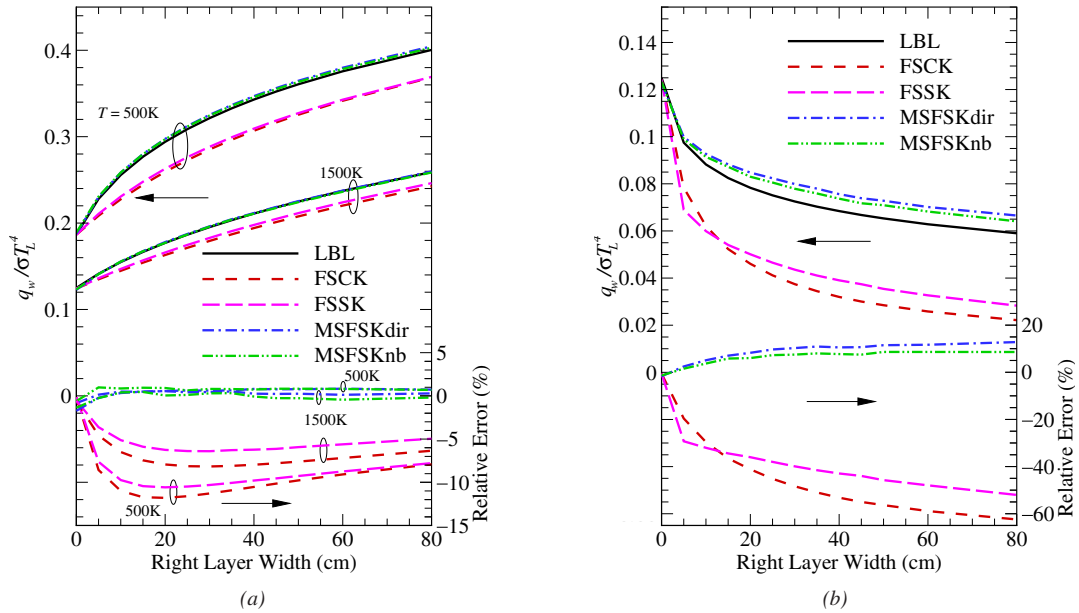 0.4
0.3
0.2
0.1
0
q_w/σT_L^4
T = 500K
1500K
LBL
FSCK
FSSK
MSFSKdir
MSFSKnb
500K
1500K
500K
5
0
−5
−10
−15
Relative Error (%)
0 20 40 60 80
Right Layer Width (cm)
(a)
0.14
0.12
0.1
0.08
0.06
0.04
0.02
0
q_w/σT_L^4
LBL
FSCK
FSSK
MSFSKdir
MSFSKnb
20
0
−20
−40
−60
Relative Error (%)
0 20 40 60 80
Right Layer Width (cm)
(b)